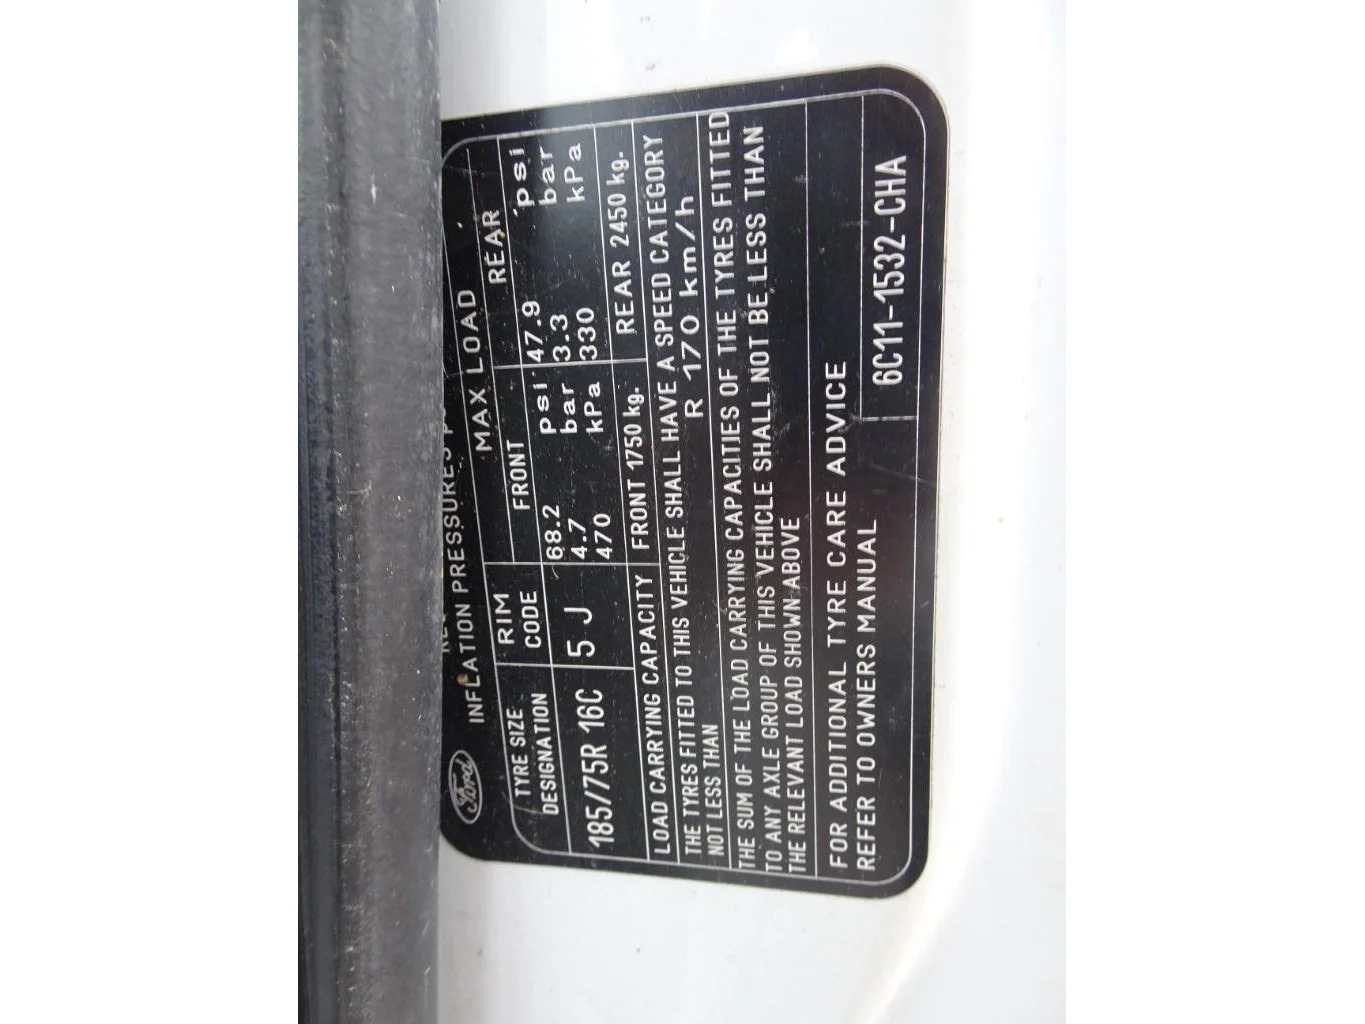 Ford
INFLATION PRESSURES
MAX LOAD
TYRE SIZE
DESIGNATION
RIM
CODE
FRONT
REAR
185/75R 16C
5 J
68.2 psi
4.7 bar
470 kPa
47.9 psi
3.3 bar
330 kPa
LOAD CARRYING CAPACITY
FRONT 1750 kg.
REAR 2450 kg.
THE TYRES FITTED TO THIS VEHICLE SHALL HAVE A SPEED CATEGORY
NOT LESS THAN R 170 km/h
THE SUM OF THE LOAD CARRYING CAPACITIES OF THE TYRES FITTED
TO ANY AXLE GROUP OF THIS VEHICLE SHALL NOT BE LESS THAN
THE RELEVANT LOAD SHOWN ABOVE
FOR ADDITIONAL TYRE CARE ADVICE
REFER TO OWNERS MANUAL
6C11-1532-CHA